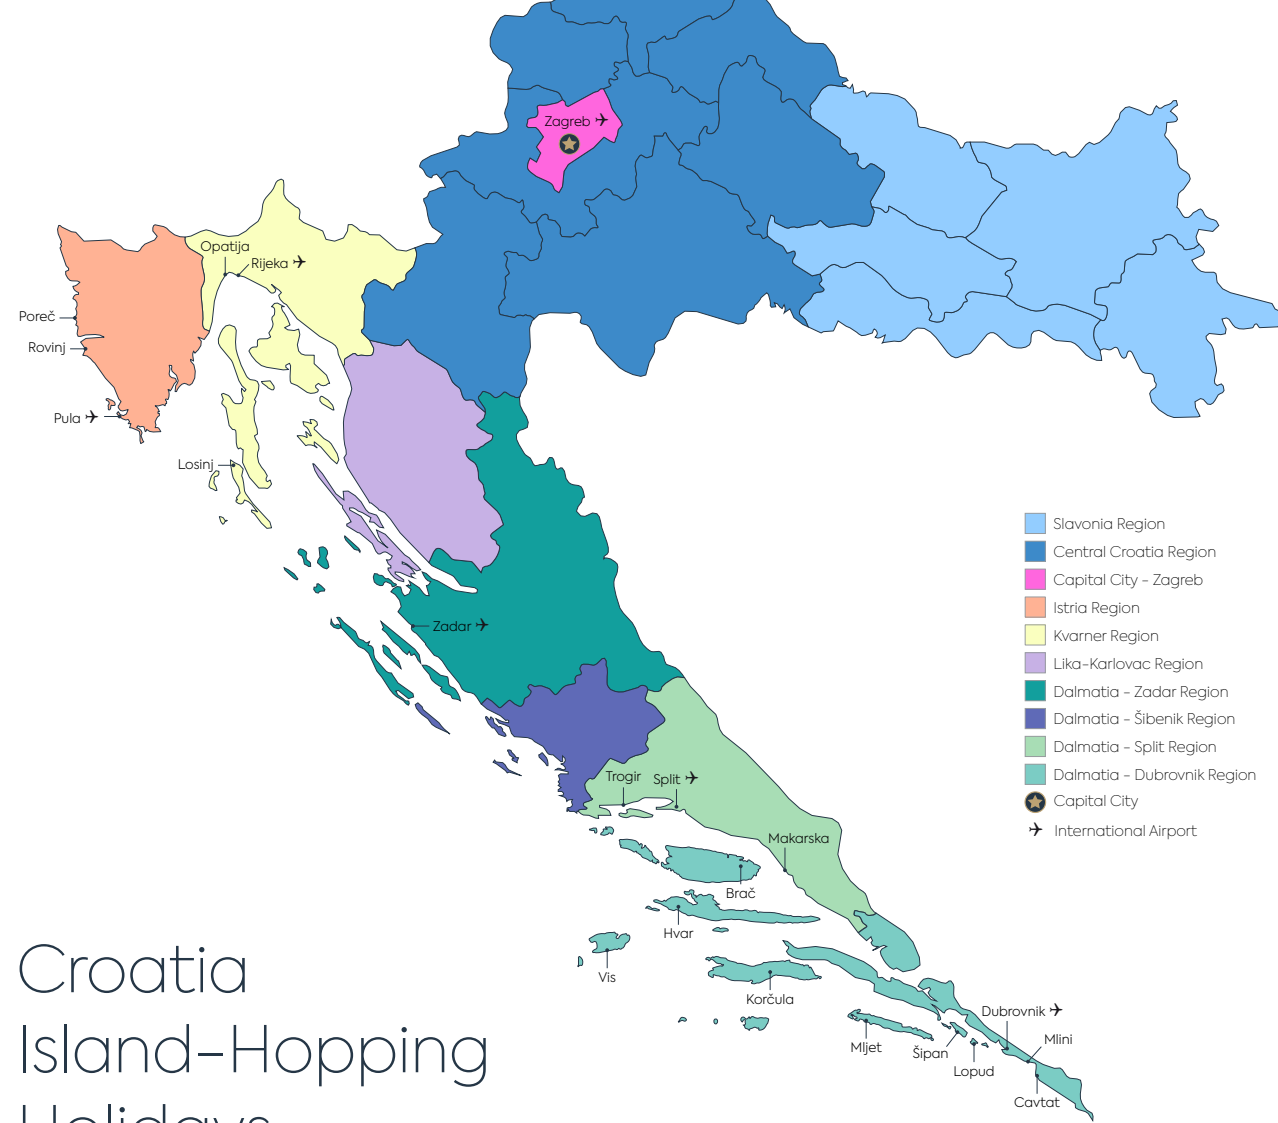 Zagreb
Opatija
Rijeka
Poreč
Rovinj
Pula
Losinj
Zadar
Trogir
Split
Makarska
Brač
Hvar
Vis
Korčula
Mljet
Šipan
Lopud
Dubrovnik
Mlini
Cavtat
Slavonia Region
Central Croatia Region
Capital City - Zagreb
Istria Region
Kvarner Region
Lika-Karlovac Region
Dalmatia - Zadar Region
Dalmatia - Šibenik Region
Dalmatia - Split Region
Dalmatia - Dubrovnik Region
Capital City
International Airport
Croatia
Island-Hopping
Holidays